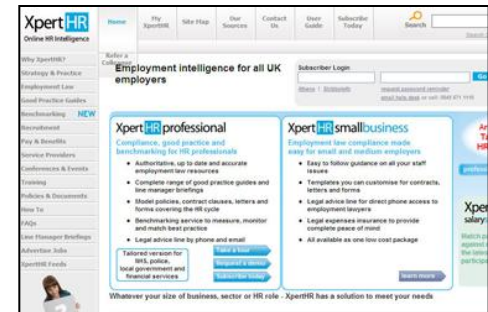 XpertHR
Online HR Intelligence
Home
My
XpertHR
Site Map
Our
Sources
Contact
Us
User
Guide
Subscribe
Today
Search
Refer a
Colleague
Why XpertHR?
Strategy & Practice
Employment Law
Good Practice Guides
Benchmarking NEW
Recruitment
Pay & Benefits
Service Providers
Conferences & Events
Training
Policies & Documents
How To
FAQs
Line Manager Briefings
Advertise Jobs
XpertHR Feeds
Employment intelligence for all UK
employers
Subscriber Login
Go
request password reminder
XpertHR professional
Compliance, good practice and
benchmarking for HR professionals
Authoritative, up to date and accurate
employment law resources
Complete range of good practice guides and
line manager briefings
Model policies, contract clauses, letters and
forms covering the HR cycle
Benchmarking service to measure, monitor
and match best practice
Legal advice line by phone and email
Tailored version for
NHS, police,
local government and
financial services
Take a tour
Request a demo
Subscribe today
XpertHR smallbusiness
Employment law compliance made
easy for small and medium employers
Easy to follow guidance on all your staff
issues
Templates you can customise for contracts,
letters and forms
Legal advice line for direct phone access to
employment lawyers
Legal expenses insurance to provide
complete peace of mind
All available as one low cost package
learn more
Whatever your size of business, sector or HR role - XpertHR has a solution to meet your needs